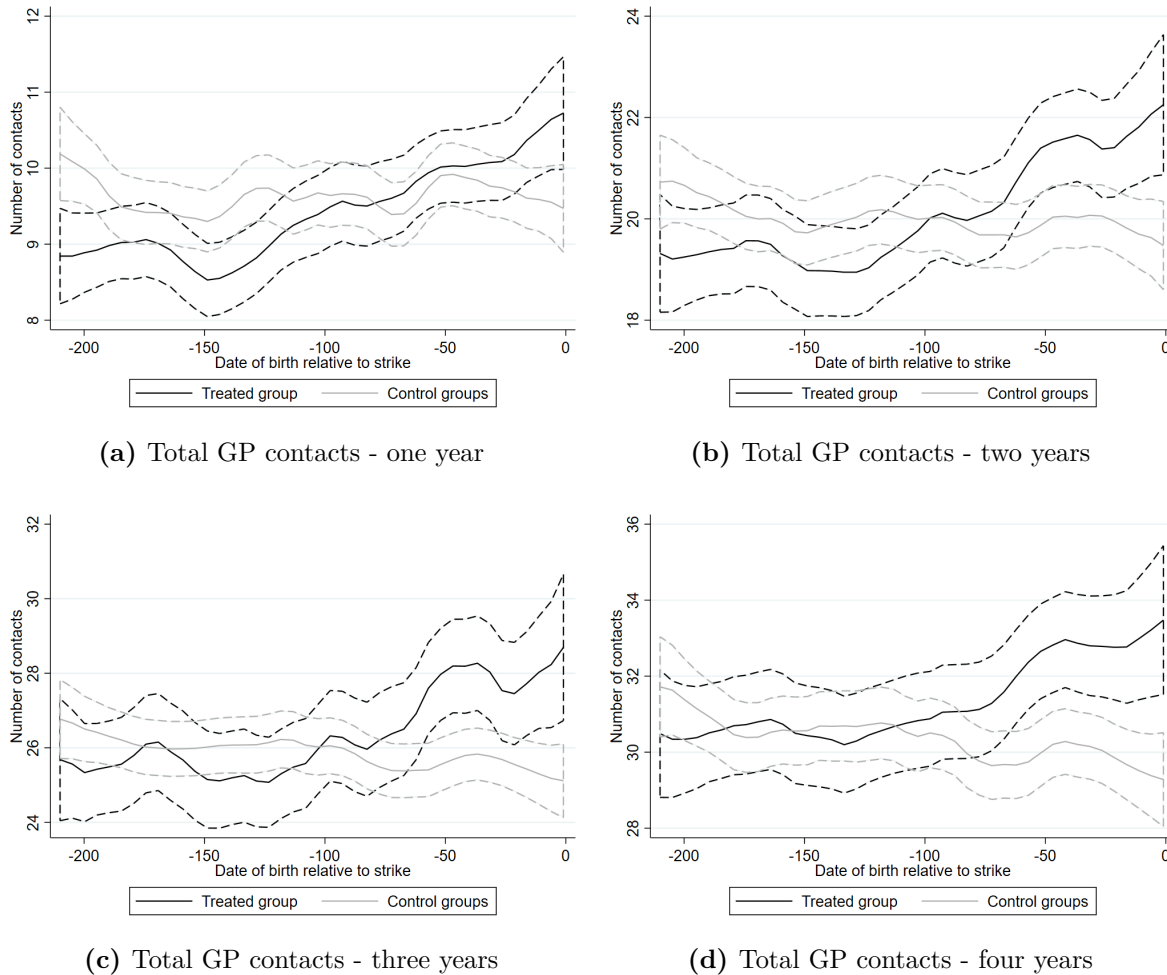 12
11
10
9
8
Number of contacts
-200 -150 -100 -50 0
Date of birth relative to strike
Treated group Control groups
(a) Total GP contacts - one year
24
22
20
18
Number of contacts
-200 -150 -100 -50 0
Date of birth relative to strike
Treated group Control groups
(b) Total GP contacts - two years
32
30
28
26
24
Number of contacts
-200 -150 -100 -50 0
Date of birth relative to strike
Treated group Control groups
(c) Total GP contacts - three years
36
34
32
30
28
Number of contacts
-200 -150 -100 -50 0
Date of birth relative to strike
Treated group Control groups
(d) Total GP contacts - four years